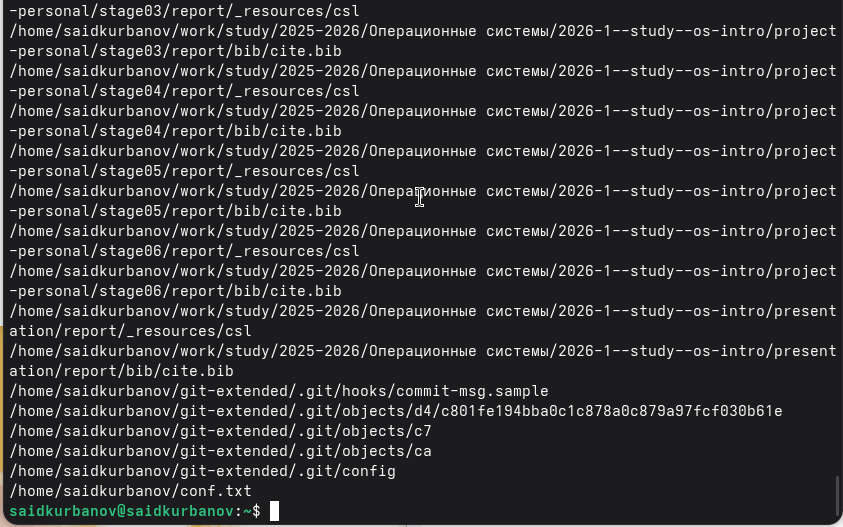 -personal/stage03/report/_resources/csl
/home/saidkurbanov/work/study/2025-2026/Операционные системы/2026-1--study--os-intro/project
-personal/stage03/report/bib/cite.bib
/home/saidkurbanov/work/study/2025-2026/Операционные системы/2026-1--study--os-intro/project
-personal/stage04/report/_resources/csl
/home/saidkurbanov/work/study/2025-2026/Операционные системы/2026-1--study--os-intro/project
-personal/stage04/report/bib/cite.bib
/home/saidkurbanov/work/study/2025-2026/Операционные системы/2026-1--study--os-intro/project
-personal/stage05/report/_resources/csl
/home/saidkurbanov/work/study/2025-2026/Операционные системы/2026-1--study--os-intro/project
-personal/stage05/report/bib/cite.bib
/home/saidkurbanov/work/study/2025-2026/Операционные системы/2026-1--study--os-intro/project
-personal/stage06/report/_resources/csl
/home/saidkurbanov/work/study/2025-2026/Операционные системы/2026-1--study--os-intro/project
-personal/stage06/report/bib/cite.bib
/home/saidkurbanov/work/study/2025-2026/Операционные системы/2026-1--study--os-intro/present
ation/report/_resources/csl
/home/saidkurbanov/work/study/2025-2026/Операционные системы/2026-1--study--os-intro/present
ation/report/bib/cite.bib
/home/saidkurbanov/git-extended/.git/hooks/commit-msg.sample
/home/saidkurbanov/git-extended/.git/objects/d4/c801fe194bba0c1c878a0c879a97fcf030b61e
/home/saidkurbanov/git-extended/.git/objects/c7
/home/saidkurbanov/git-extended/.git/objects/ca
/home/saidkurbanov/git-extended/.git/config
/home/saidkurbanov/conf.txt
saidkurbanov@saidkurbanov:~$